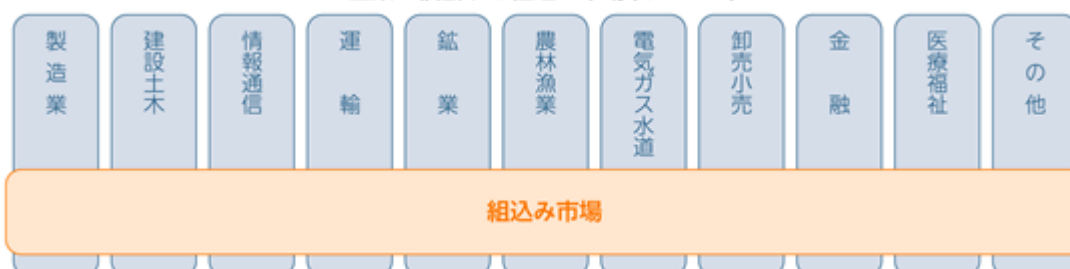 製造業
建設土木
情報通信
運輸
鉱業
農林漁業
電気ガス水道
卸売小売
金融
医療福祉
その他
組込み市場